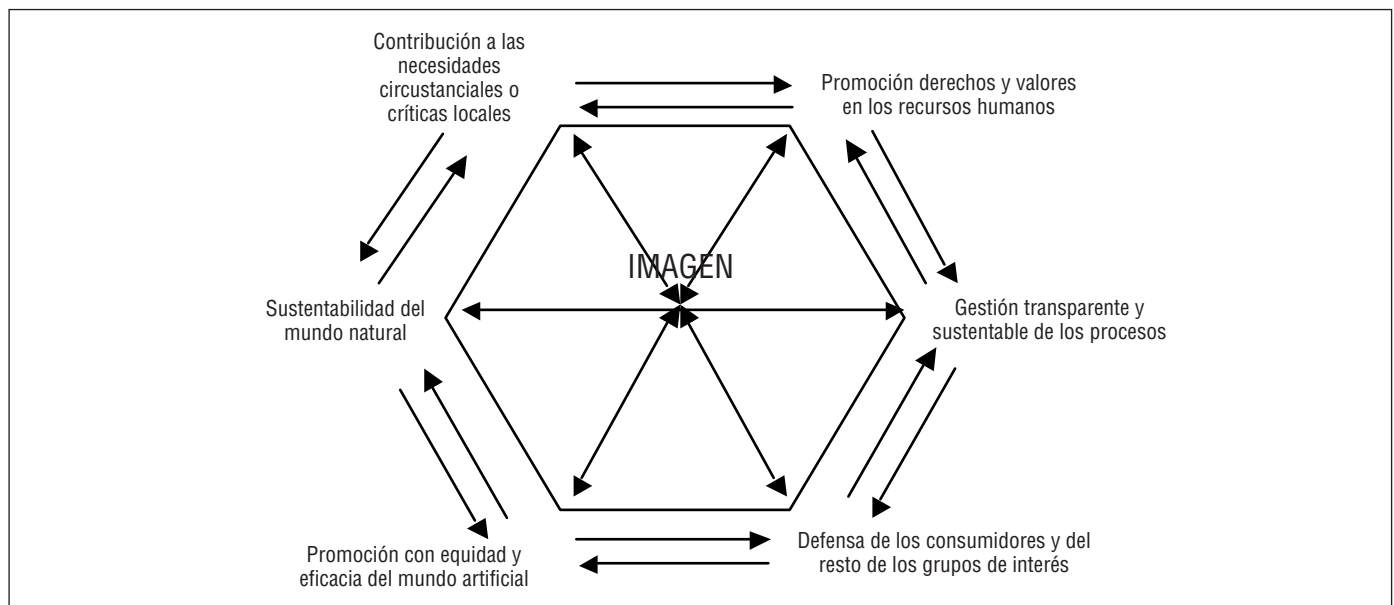 Contribución a las
necesidades
circustanciales o
críticas locales
Promoción derechos y valores
en los recursos humanos
IMAGEN
Sustentabilidad del
mundo natural
Gestión transparente y
sustentable de los procesos
Promoción con equidad y
eficacia del mundo artificial
Defensa de los consumidores y del
resto de los grupos de interés